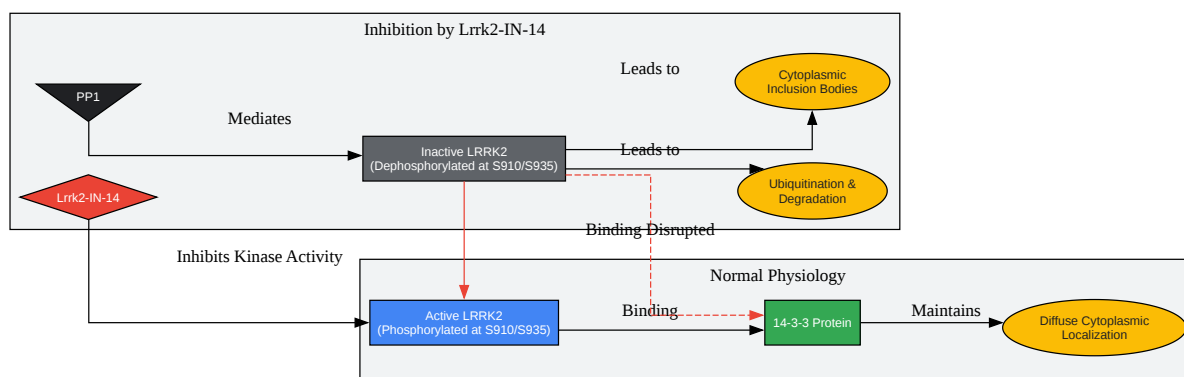 Inhibition by Lrrk2-IN-14
Leads to
Cytoplasmic
Inclusion Bodies
PP1
Mediates
Inactive LRRK2
(Dephosphorylated at S910/S935)
Leads to
Ubiquitination &
Degradation
Lrrk2-IN-14
Binding Disrupted
Inhibits Kinase Activity
Normal Physiology
Active LRRK2
(Phosphorylated at S910/S935)
Binding
14-3-3 Protein
Maintains
Diffuse Cytoplasmic
Localization